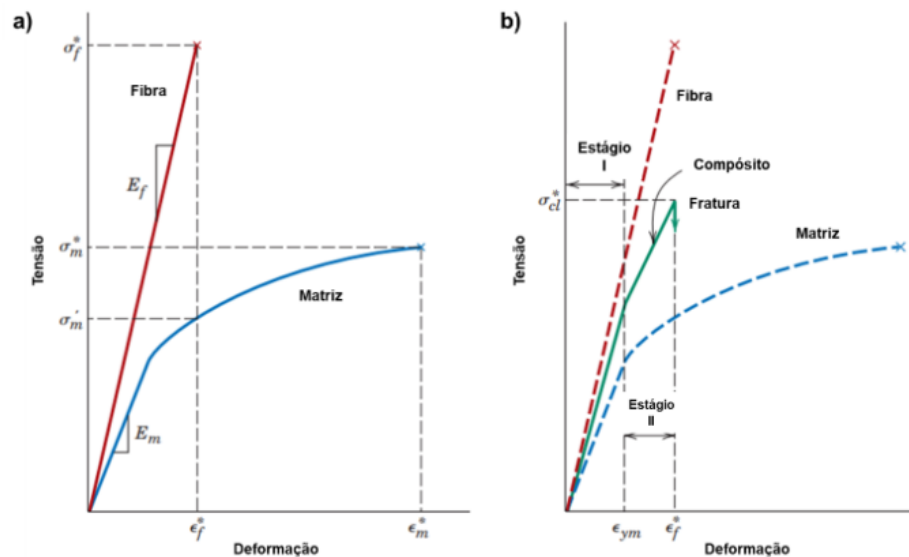 a)
σ*f
Fibra
Ef
σ*m
Tensão
Matriz
σ′m
Em
ϵ*f
ϵ*m
Deformação
b)
Fibra
Estágio
I
Compósito
σ*cl
Fratura
Tensão
Matriz
Estágio
II
ϵym
ϵ*f
Deformação